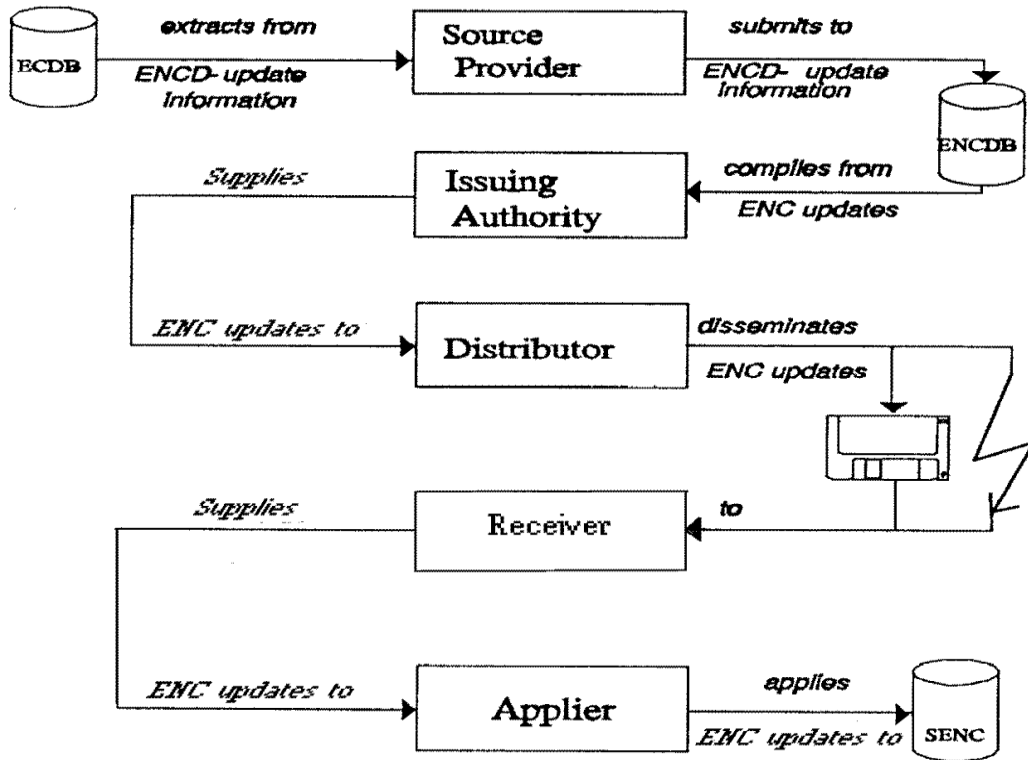 extracts from
Source
submits to
ECDB
Provider
ENCD-update
Information
ENCD- update
Information
ENCDB
Supplies
Issuing
Authority
compiles from
ENC updates
ENC updates to
Distributor
disseminates
ENC updates
Supplies
Receiver
to
ENC updates to
Applier
applies
ENC updates to
SENC